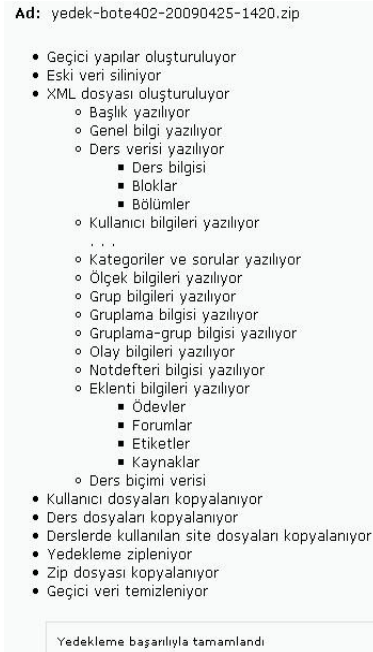 Ad: yedek-bote402-20090425-1420.zip
Geçici yapılar oluşturuluyor
Eski veri siliniyor
XML dosyası oluşturuluyor
Başlık yazılıyor
Genel bilgi yazılıyor
Ders verisi yazılıyor
Ders bilgisi
Bloklar
Bölümler
Kullanıcı bilgileri yazılıyor
. . .
Kategoriler ve sorular yazılıyor
Ölçek bilgileri yazılıyor
Grup bilgileri yazılıyor
Gruplama bilgisi yazılıyor
Gruplama-grup bilgisi yazılıyor
Olay bilgileri yazılıyor
Notdefteri bilgisi yazılıyor
Eklenti bilgileri yazılıyor
Ödevler
Forumlar
Etiketler
Kaynaklar
Ders biçimi verisi
Kullanıcı dosyaları kopyalanıyor
Ders dosyaları kopyalanıyor
Derslerde kullanılan site dosyaları kopyalanıyor
Yedekleme zipleniyor
Zip dosyası kopyalanıyor
Geçici veri temizleniyor
Yedekleme başarılıyla tamamlandı